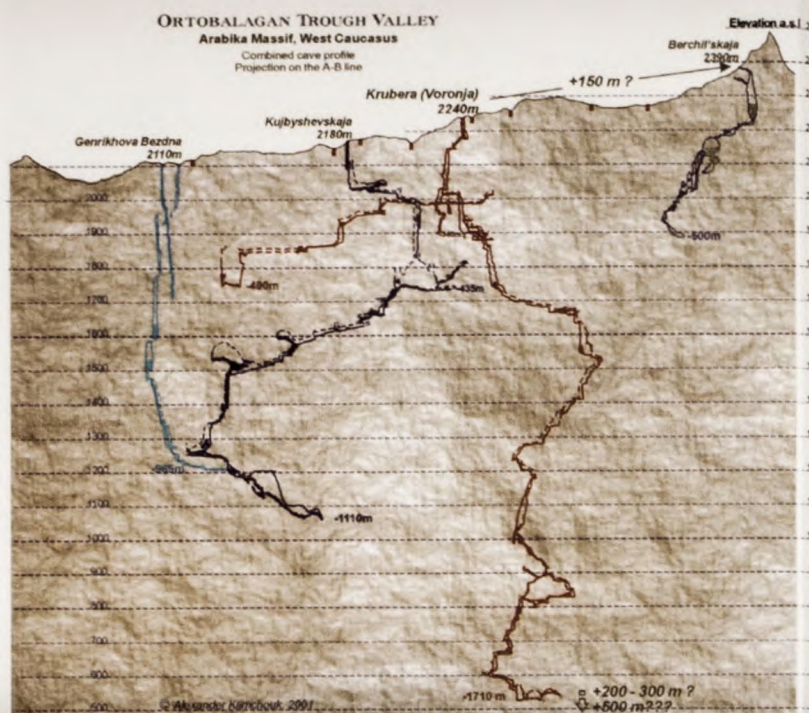 ORTOBALAGAN TROUGH VALLEY
Arabika Massif, West Caucasus
Combined cave profile
Projection on the A-B line
Elevation a.s.l
Berchil'skaja
2390m
+150 m ?
Krubera (Voronja)
2240m
Kujbyshevskaja
2180m
Genrikhova Bezdna
2110m
2000
1900
-500m
1800
-490m
-435m
1700
1600
1500
1400
1300
1200
-965m
1100
-1110m
1000
900
800
700
600
-1710 m
+200 - 300 m ?
+500 m???
500
© Alexander Klimchouk, 2001